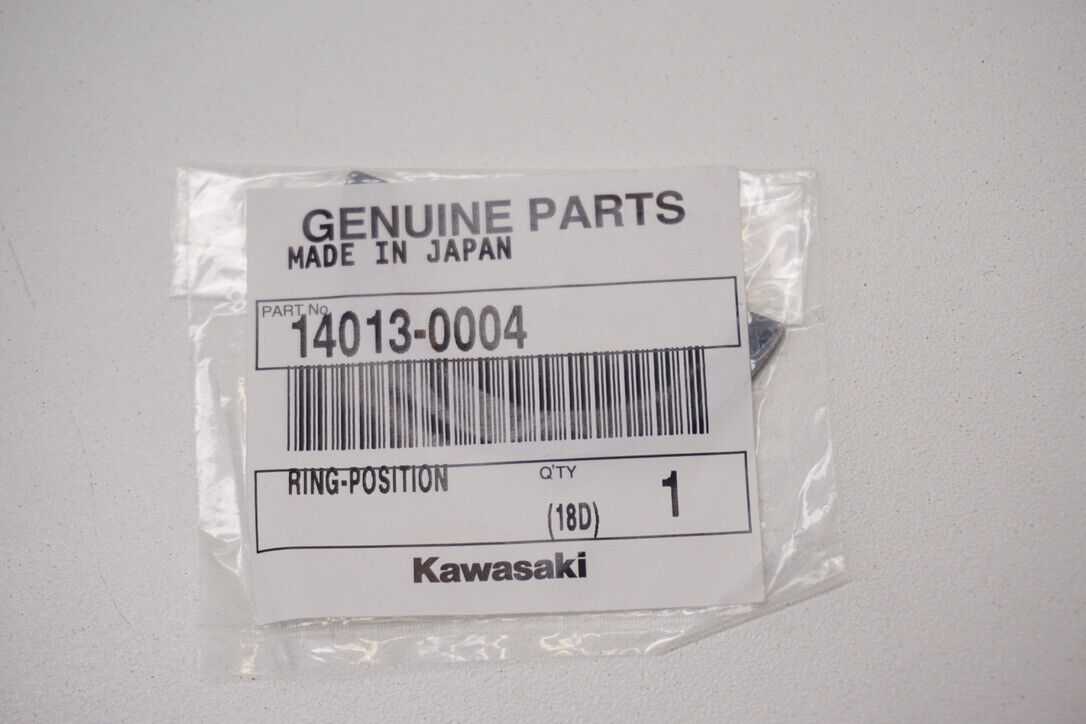 GENUINE PARTS
MADE IN JAPAN
PART No.
14013-0004
RING-POSITION Q'TY 1
(18D)
Kawasaki